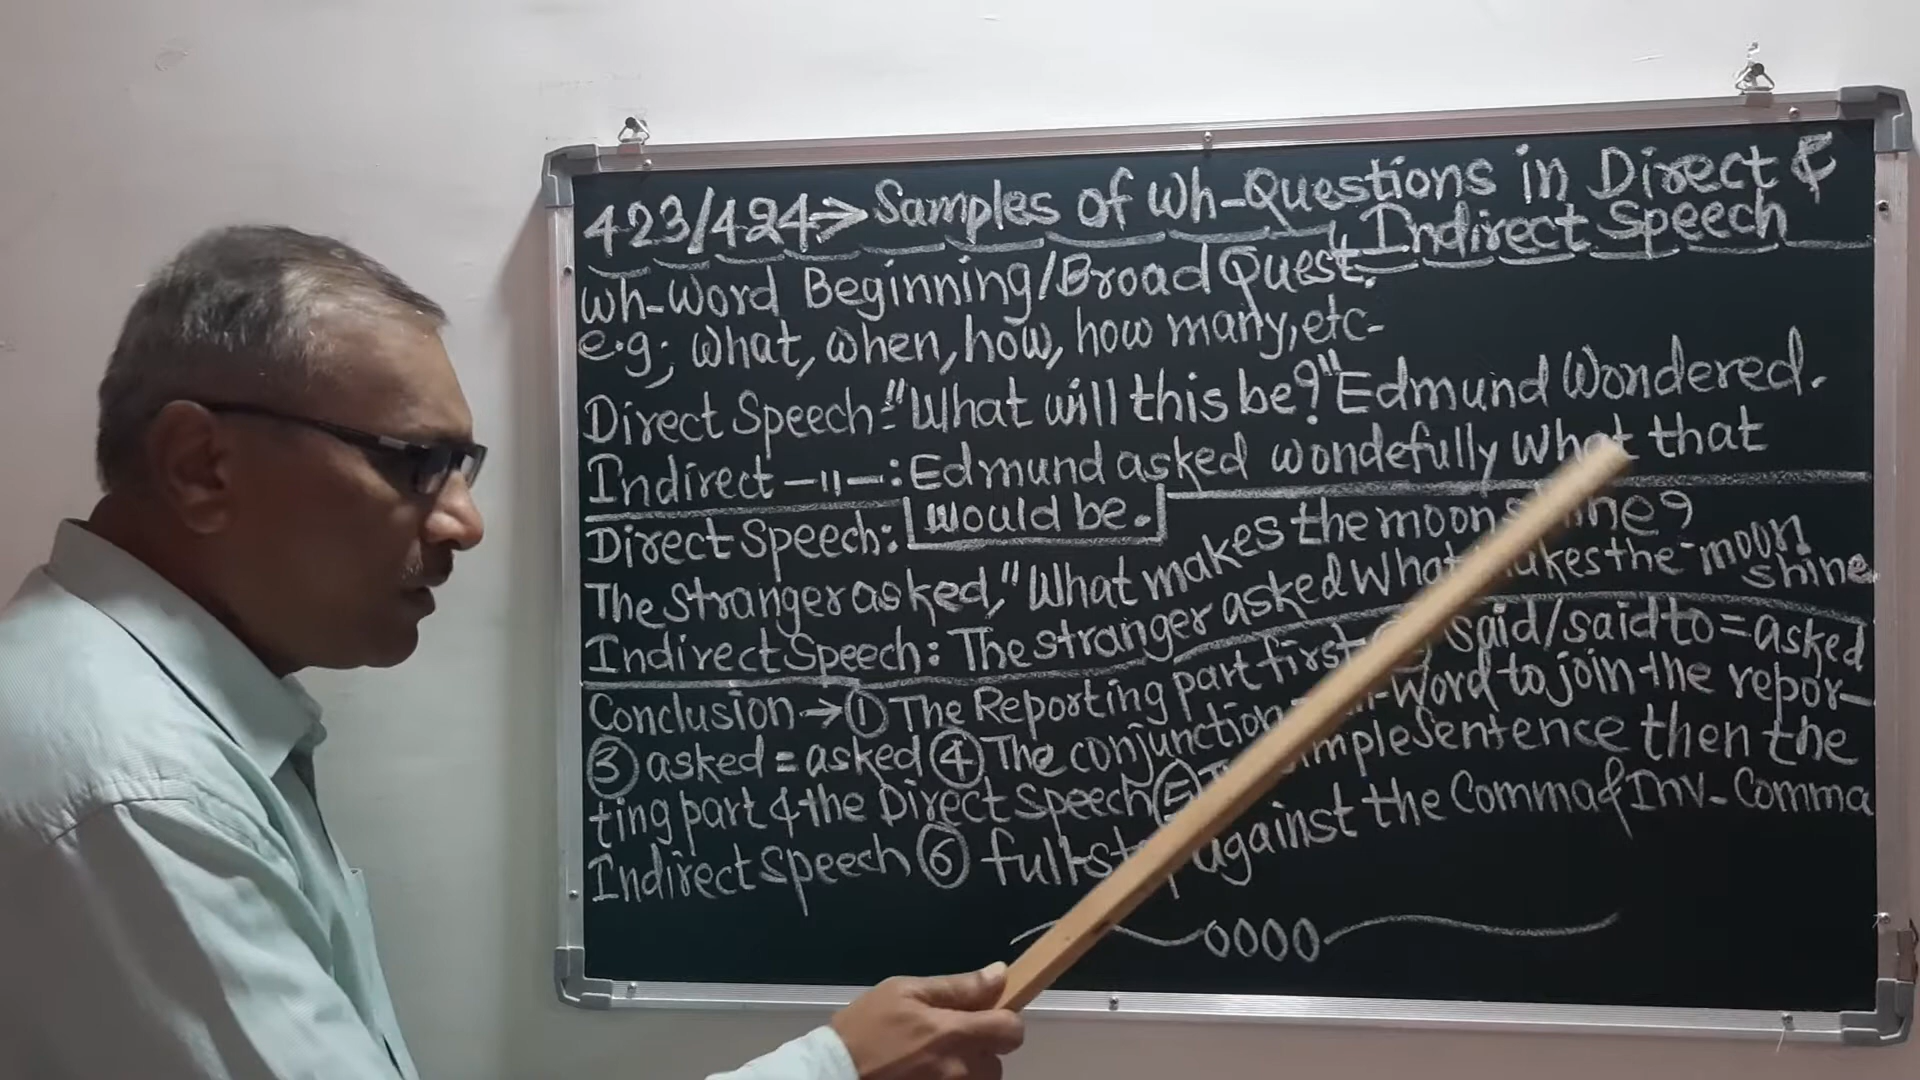 423/424→ Samples of Wh-Questions in Direct &
Indirect Speech
Wh-Word Beginning/Broad Quest.
e.g; What, when, how, how many, etc-
Direct Speech:- "What will this be?" Edmund Wondered.
Indirect -〃-: Edmund asked wondefully What that
would be.
Direct Speech:
The stranger asked, "What makes the moon shine?
Indirect Speech: The stranger asked What makes the moon
shine
Conclusion → ① The Reporting part first said/said to = asked
③ asked = asked ④ The conjunction Word to join the repor-
ting part & the Direct Speech ⑤ Simple Sentence then the
Indirect Speech ⑥ full-stop against the Comma & Inv-Comma
0000